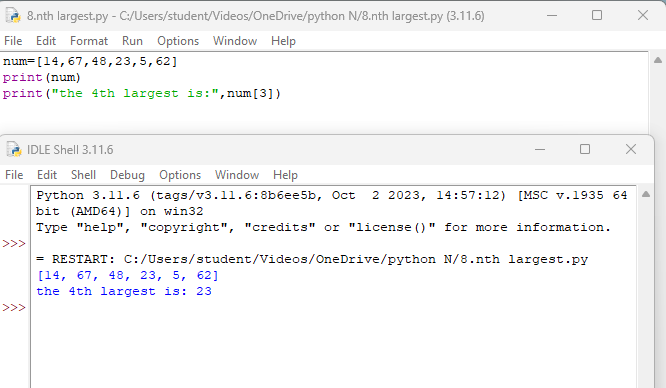 8.nth largest.py - C:/Users/student/Videos/OneDrive/python N/8.nth largest.py (3.11.6)
File Edit Format Run Options Window Help
num=[14,67,48,23,5,62]
print(num)
print("the 4th largest is:",num[3])
IDLE Shell 3.11.6
File Edit Shell Debug Options Window Help
Python 3.11.6 (tags/v3.11.6:8b6ee5b, Oct  2 2023, 14:57:12) [MSC v.1935 64
bit (AMD64)] on win32
Type "help", "copyright", "credits" or "license()" for more information.
>>>
= RESTART: C:/Users/student/Videos/OneDrive/python N/8.nth largest.py
[14, 67, 48, 23, 5, 62]
the 4th largest is: 23
>>>